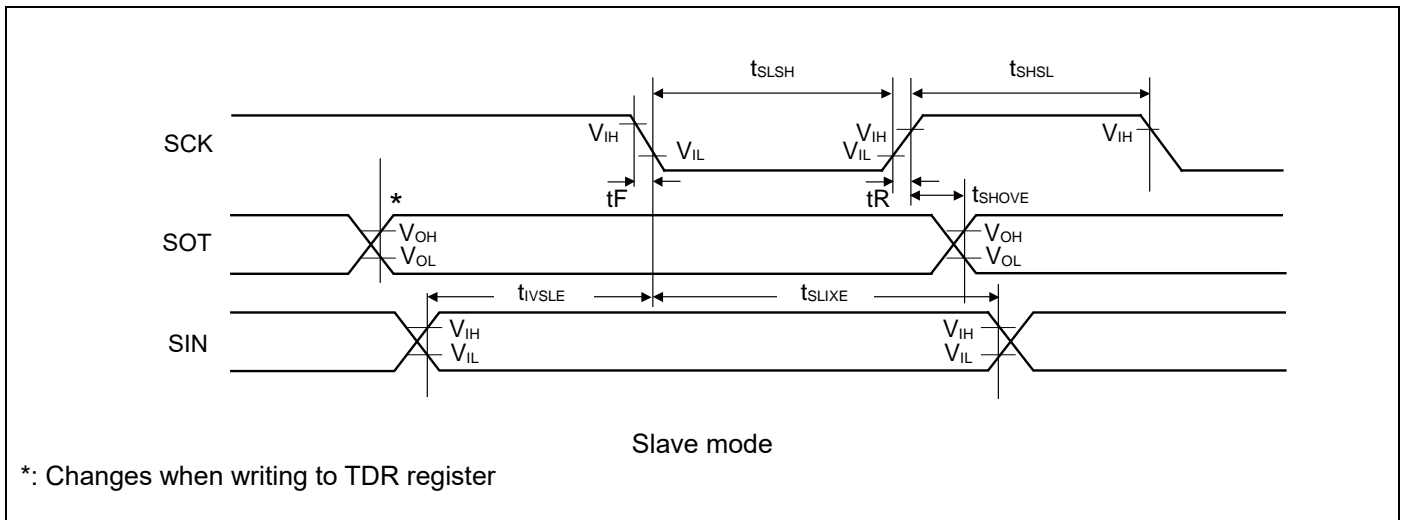 tSLSH tSHSL
SCK VIH VIL VIH VIL VIH
tF tR tSHOVE
SOT * VOH VOL VOH VOL
tIVSLE tSLIXE
SIN VIH VIL VIH VIL
Slave mode
*: Changes when writing to TDR register